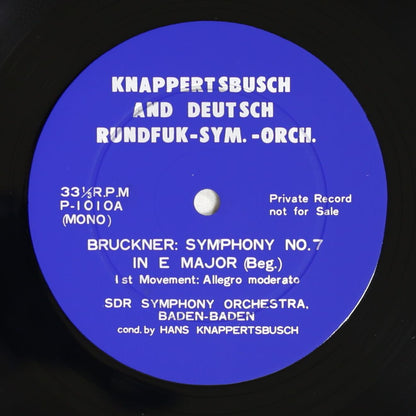 KNAPPERTSBUSCH
AND DEUTSCH
RUNDFUK-SYM.-ORCH.
33⅓R.P.M
P-1010A
(MONO)
Private Record
not for Sale
BRUCKNER: SYMPHONY NO.7
IN E MAJOR (Beg.)
1st Movement: Allegro moderato
SDR SYMPHONY ORCHESTRA,
BADEN-BADEN
cond. by HANS KNAPPERTSBUSCH